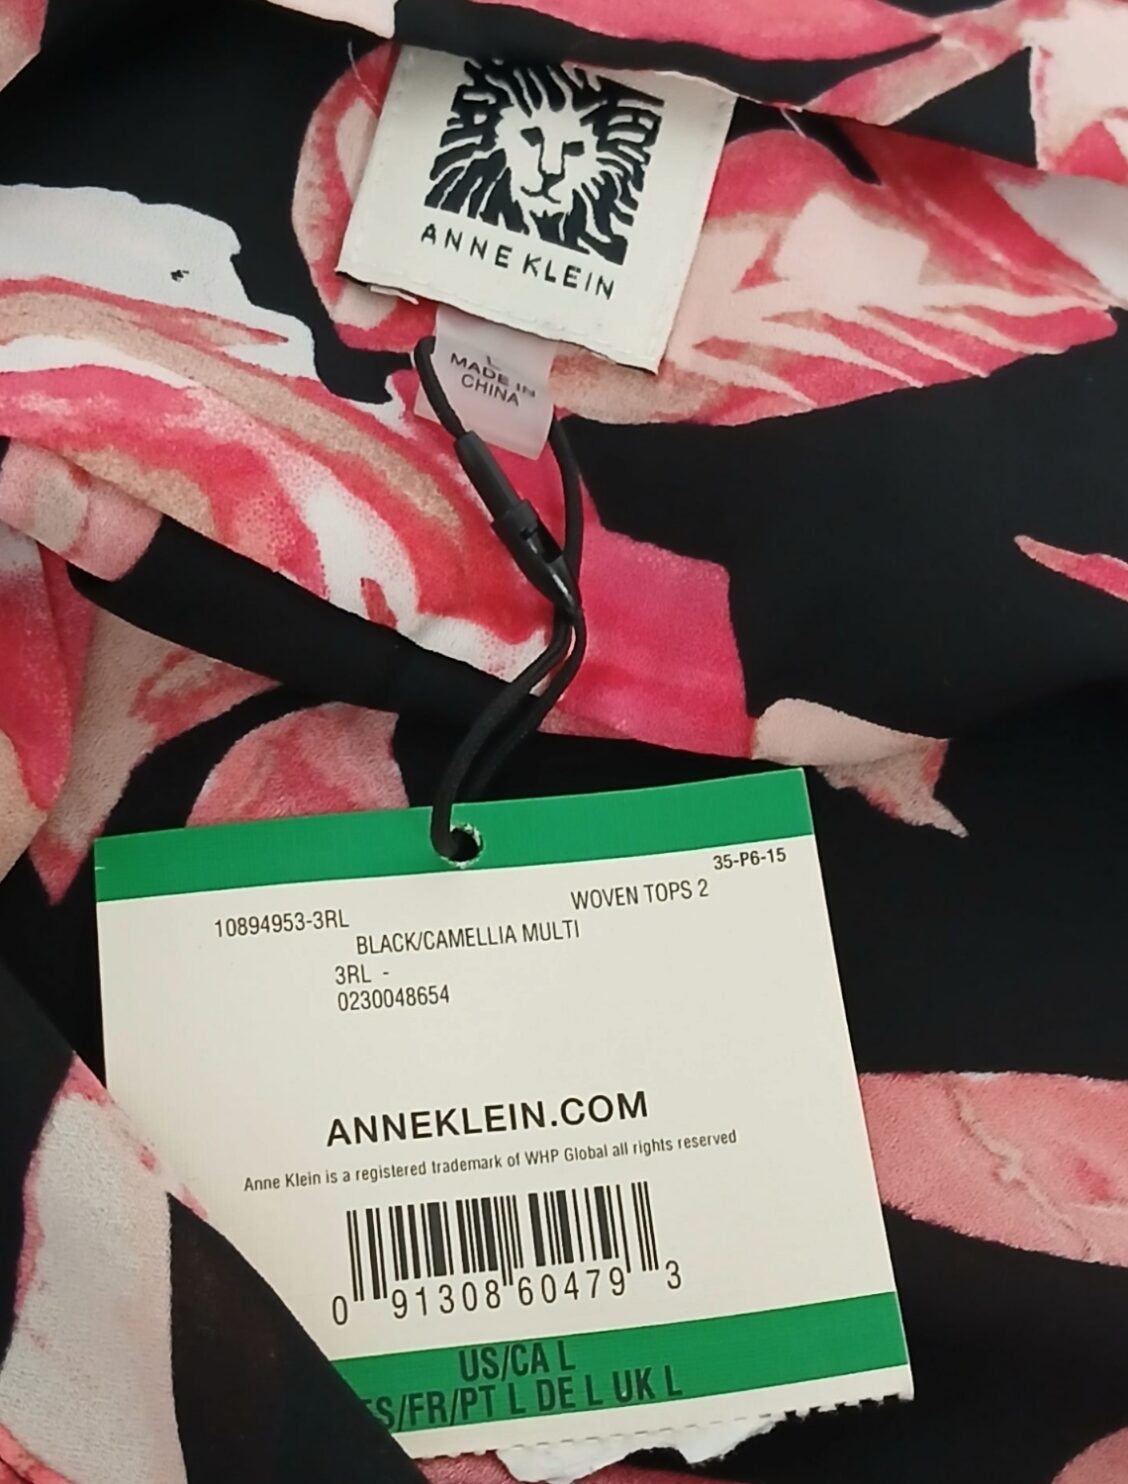 ANNE KLEIN
L
MADE IN
CHINA
35-P6-15
10894953-3RL WOVEN TOPS 2
BLACK/CAMELLIA MULTI
3RL -
0230048654
ANNEKLEIN.COM
Anne Klein is a registered trademark of WHP Global all rights reserved
0 91308 60479 3
US/CA L
ES/FR/PT L DE L UK L